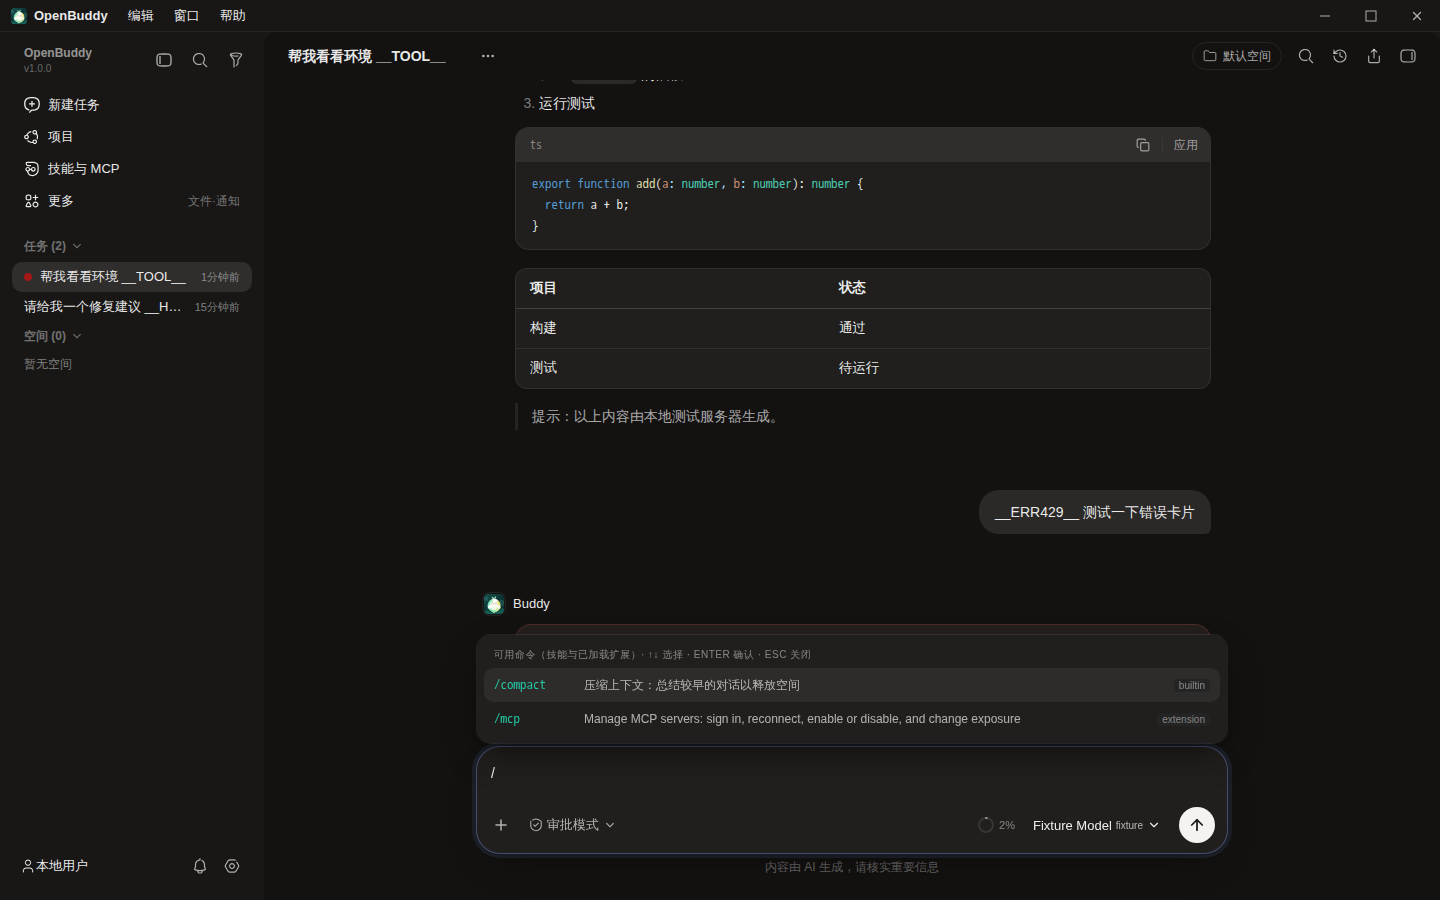 OpenBuddy 编辑 窗口 帮助
OpenBuddy
v1.0.0
新建任务
项目
技能与 MCP
更多 文件·通知
任务 (2)
帮我看看环境 __TOOL__ 1分钟前
请给我一个修复建议 __H… 15分钟前
空间 (0)
暂无空间
本地用户
帮我看看环境 __TOOL__ ···
默认空间
3. 运行测试
ts 应用
export function add(a: number, b: number): number {
return a + b;
}
项目 状态
构建 通过
测试 待运行
提示：以上内容由本地测试服务器生成。
__ERR429__ 测试一下错误卡片
Buddy
可用命令（技能与已加载扩展）· ↑↓ 选择 · ENTER 确认 · ESC 关闭
/compact 压缩上下文：总结较早的对话以释放空间 builtin
/mcp Manage MCP servers: sign in, reconnect, enable or disable, and change exposure extension
/
审批模式 2% Fixture Model fixture
内容由 AI 生成，请核实重要信息